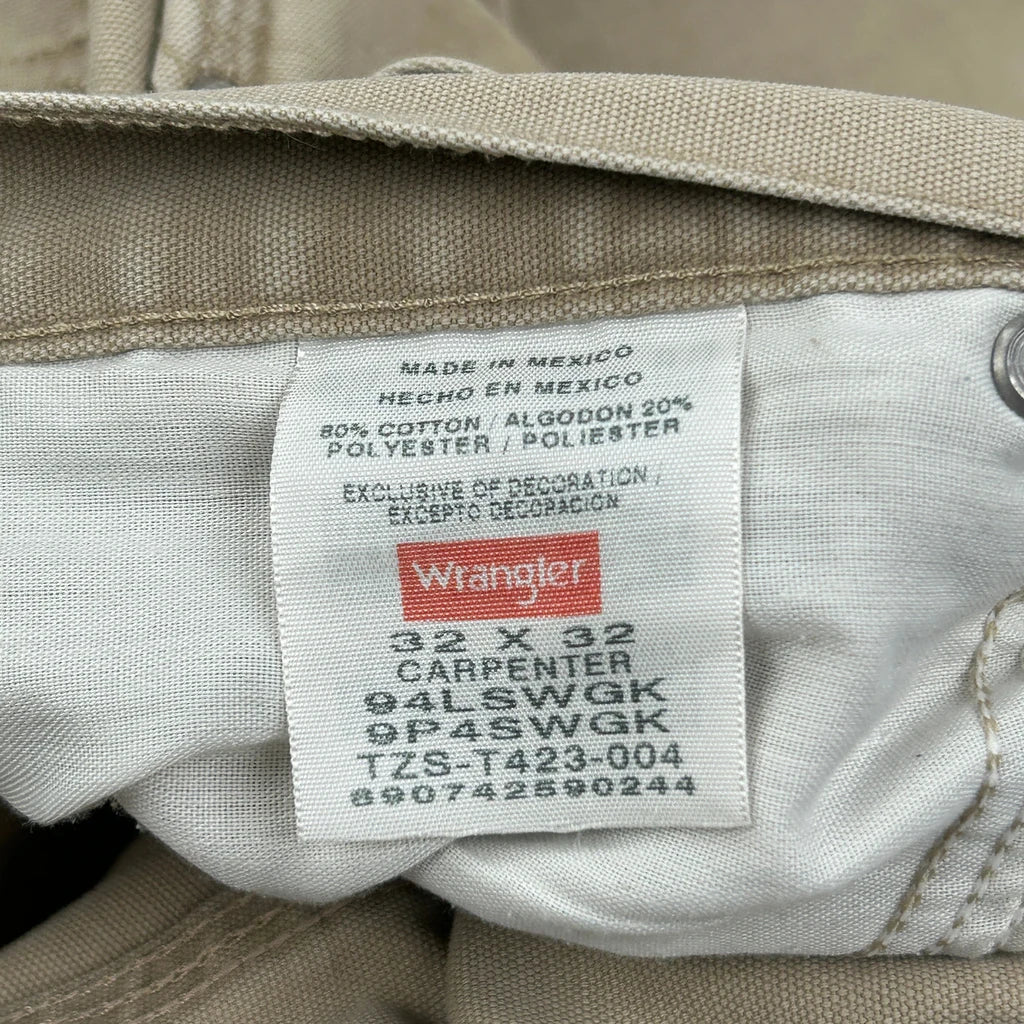 MADE IN MEXICO
HECHO EN MEXICO
80% COTTON / ALGODON 20%
POLYESTER / POLIESTER
EXCLUSIVE OF DECORATION /
EXCEPTO DECORACION
Wrangler
32 X 32
CARPENTER
94LSWGK
9P4SWGK
TZS-T423-004
890742590244